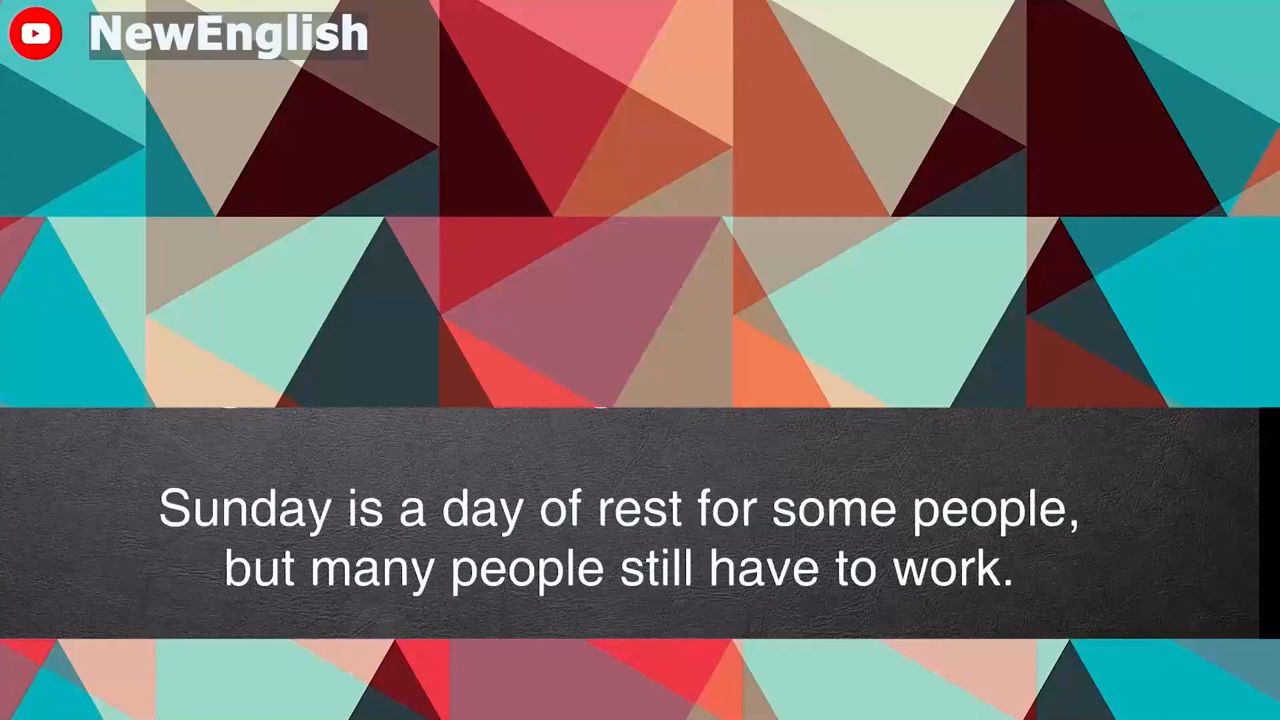 NewEnglish
Sunday is a day of rest for some people,
but many people still have to work.